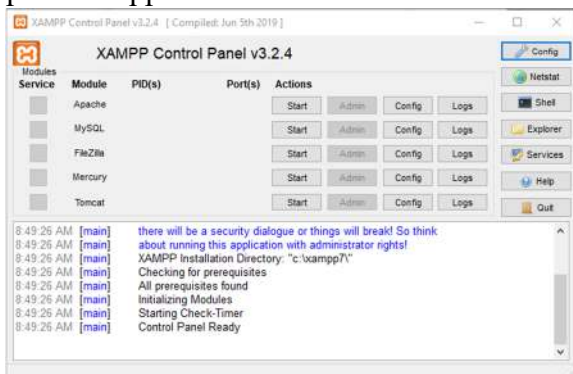 XAMPP Control Panel v3.2.4 [ Compiled: Jun 5th 2019 ]
XAMPP Control Panel v3.2.4
Config
Modules
Service Module PID(s) Port(s) Actions
Netstat
Apache Start Admin Config Logs
Shell
MySQL Start Admin Config Logs
Explorer
FileZilla Start Admin Config Logs
Services
Mercury Start Admin Config Logs
Help
Tomcat Start Admin Config Logs
Quit
8:49:26 AM [main] there will be a security dialogue or things will break! So think
8:49:26 AM [main] about running this application with administrator rights!
8:49:26 AM [main] XAMPP Installation Directory: "c:\xampp7\"
8:49:26 AM [main] Checking for prerequisites
8:49:26 AM [main] All prerequisites found
8:49:26 AM [main] Initializing Modules
8:49:26 AM [main] Starting Check-Timer
8:49:26 AM [main] Control Panel Ready